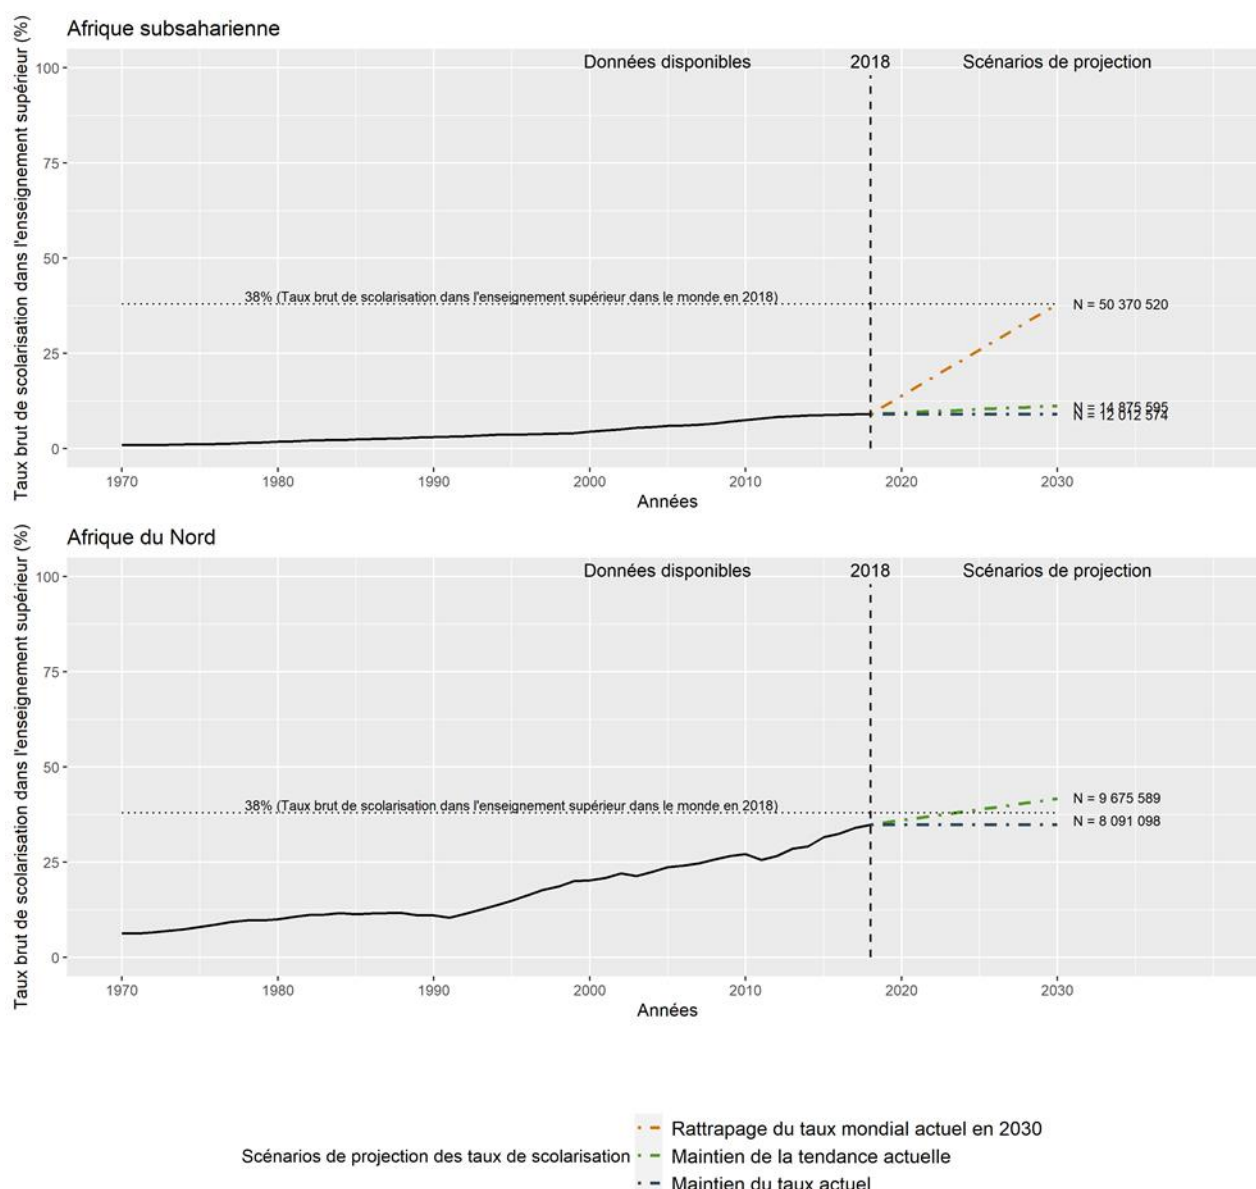 Afrique subsaharienne
Taux brut de scolarisation dans l'enseignement supérieur (%)
Données disponibles 2018 Scénarios de projection
100
75
50
25
0
38% (Taux brut de scolarisation dans l'enseignement supérieur dans le monde en 2018)
N = 50 370 520
N = 14 875 595
N = 12 012 574
1970 1980 1990 2000 2010 2020 2030
Années
Afrique du Nord
Taux brut de scolarisation dans l'enseignement supérieur (%)
Données disponibles 2018 Scénarios de projection
100
75
50
25
0
38% (Taux brut de scolarisation dans l'enseignement supérieur dans le monde en 2018)
N = 9 675 589
N = 8 091 098
1970 1980 1990 2000 2010 2020 2030
Années
Scénarios de projection des taux de scolarisation
Rattrapage du taux mondial actuel en 2030
Maintien de la tendance actuelle
Maintien du taux actuel